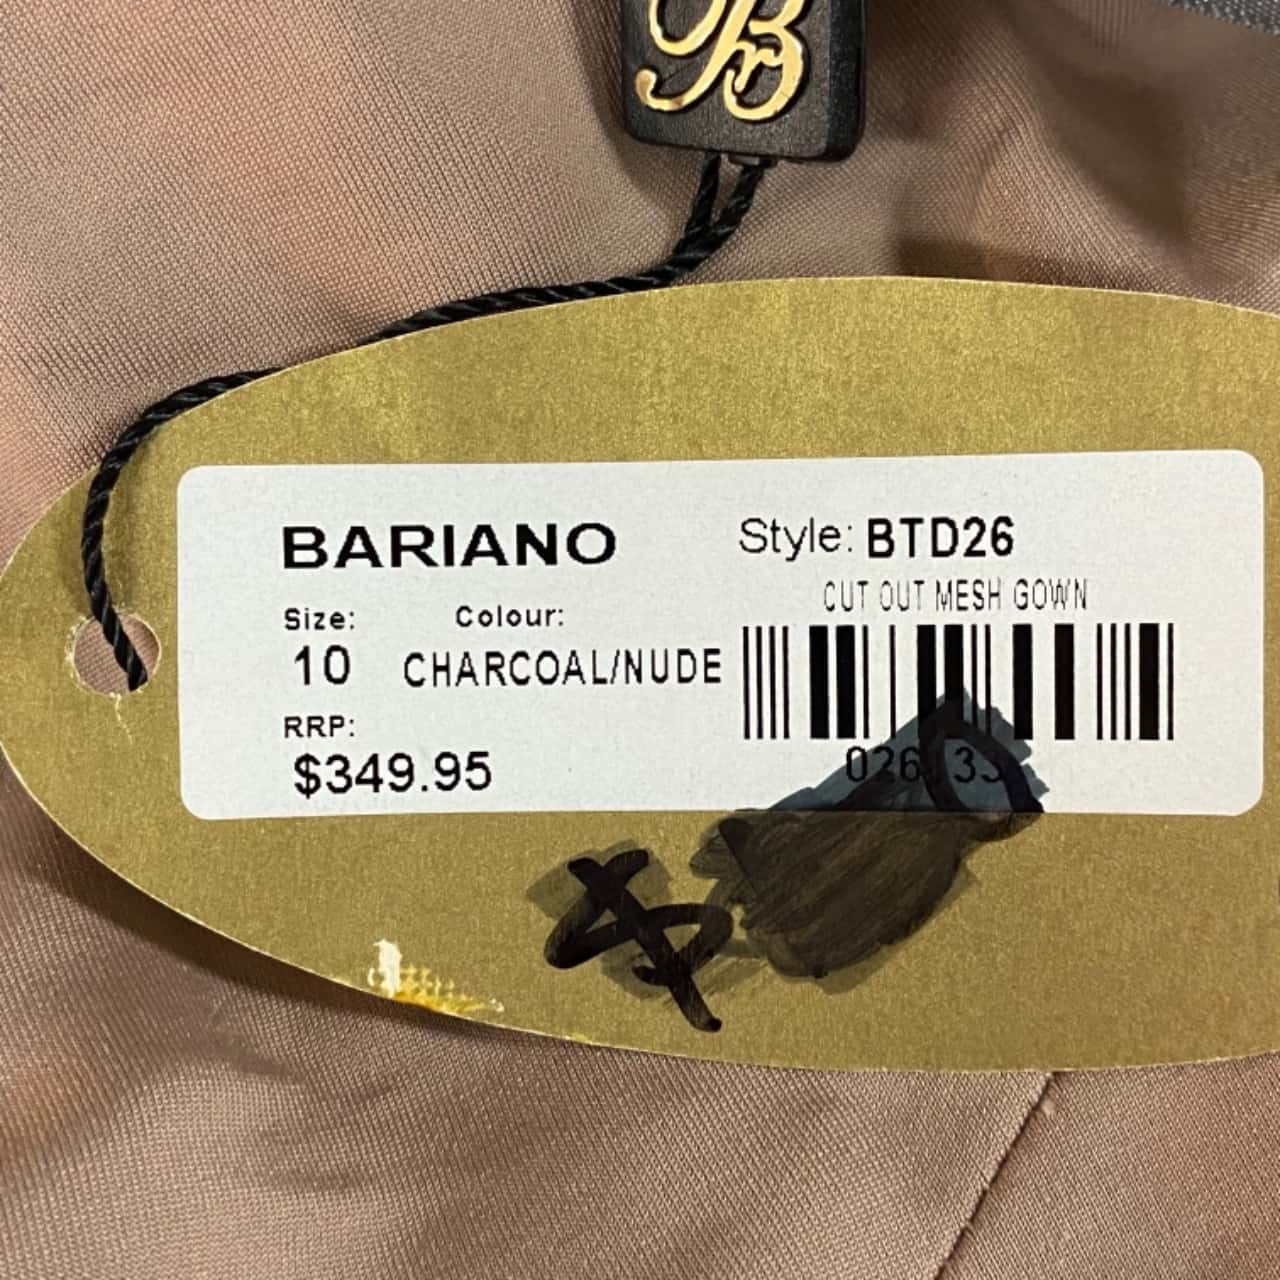 B
BARIANO
Style: BTD26
CUT OUT MESH GOWN
Size: Colour:
10 CHARCOAL/NUDE
RRP:
$349.95
$